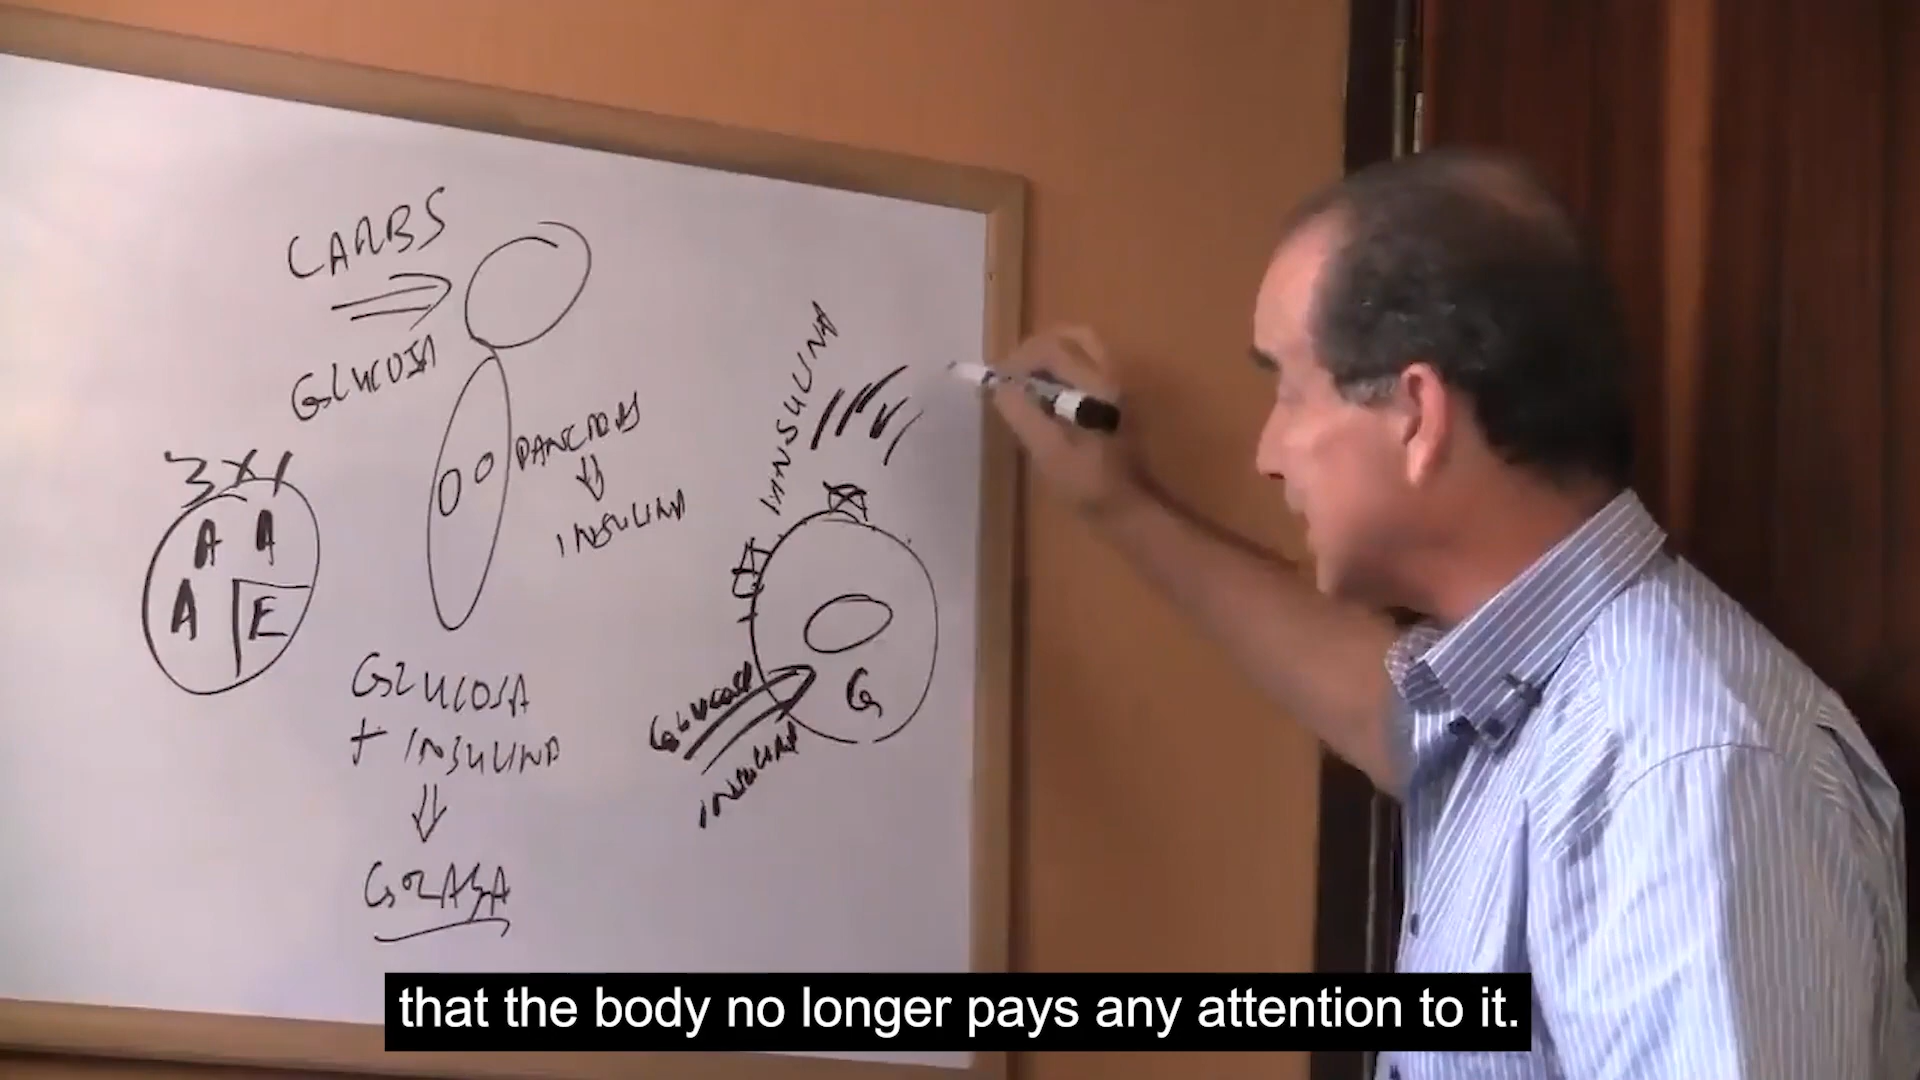 CARBS
GLUCOSA
3X1
A A
A E
PANCREAS
INSULINA
GLUCOSA
+ INSULINA
GRASA
INSULINA
GLUCOSA
INSULINA
G
that the body no longer pays any attention to it.